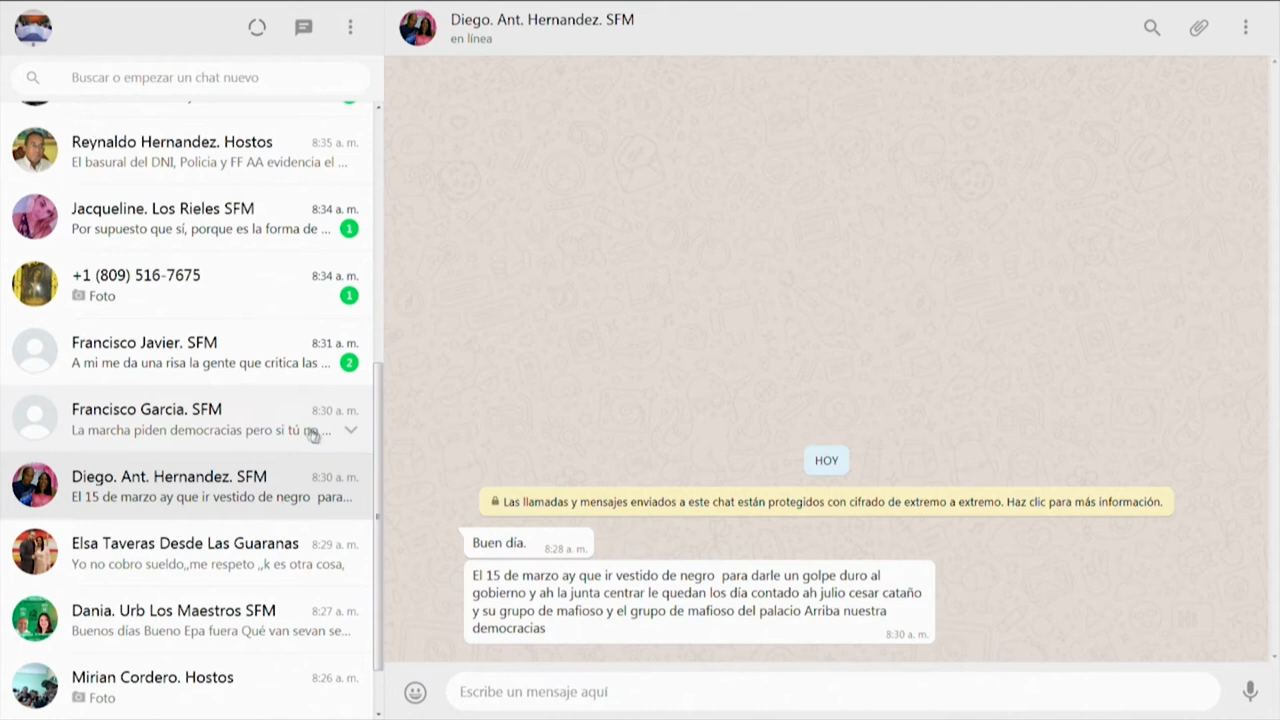 Buscar o empezar un chat nuevo
Reynaldo Hernandez. Hostos 8:35 a. m.
El basural del DNI, Policia y FF AA evidencia el ...
Jacqueline. Los Rieles SFM 8:34 a. m.
Por supuesto que sí, porque es la forma de ... 1
+1 (809) 516-7675 8:34 a. m.
Foto 1
Francisco Javier. SFM 8:31 a. m.
A mi me da una risa la gente que critica las ... 2
Francisco Garcia. SFM 8:30 a. m.
La marcha piden democracias pero si tú no ...
Diego. Ant. Hernandez. SFM 8:30 a. m.
El 15 de marzo ay que ir vestido de negro para...
Elsa Taveras Desde Las Guaranas 8:29 a. m.
Yo no cobro sueldo,,me respeto ,,k es otra cosa,
Dania. Urb Los Maestros SFM 8:27 a. m.
Buenos días Bueno Epa fuera Qué van sevan se...
Mirian Cordero. Hostos 8:26 a. m.
Foto
Diego. Ant. Hernandez. SFM
en línea
HOY
Las llamadas y mensajes enviados a este chat están protegidos con cifrado de extremo a extremo. Haz clic para más información.
Buen día. 8:28 a. m.
El 15 de marzo ay que ir vestido de negro para darle un golpe duro al
gobierno y ah la junta centrar le quedan los día contado ah julio cesar cataño
y su grupo de mafioso y el grupo de mafioso del palacio Arriba nuestra
democracias
8:30 a. m.
Escribe un mensaje aquí